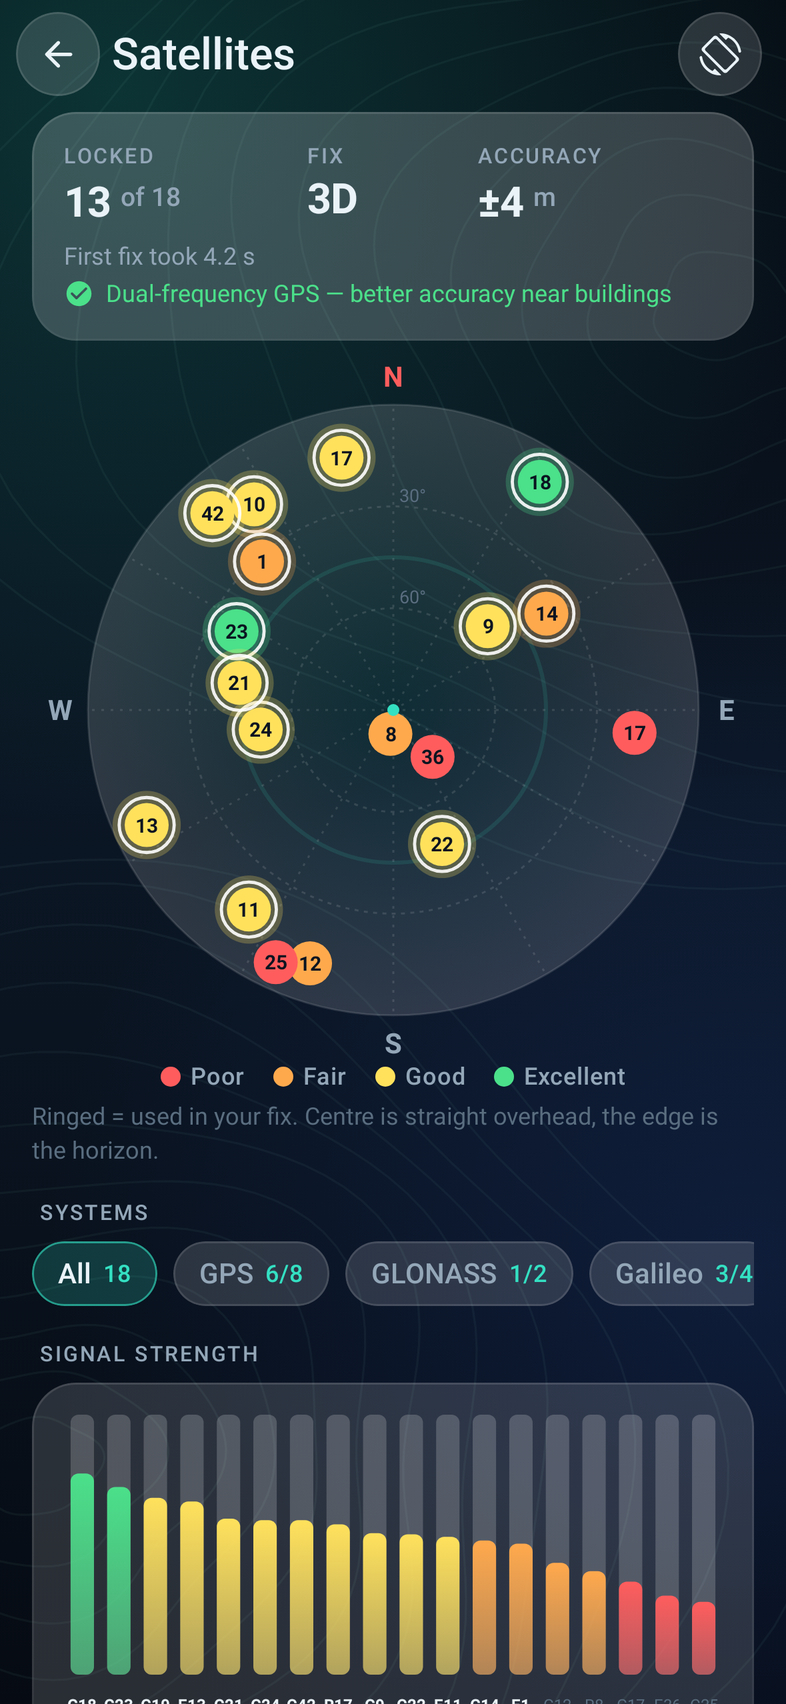 Satellites
LOCKED FIX ACCURACY
13 of 18 3D ±4 m
First fix took 4.2 s
Dual-frequency GPS — better accuracy near buildings
N
17
18
10
42
30°
1
60°
14
9
23
21
W
E
24
8
17
36
13
22
11
25
12
S
Poor Fair Good Excellent
Ringed = used in your fix. Centre is straight overhead, the edge is
the horizon.
SYSTEMS
All 18 GPS 6/8 GLONASS 1/2 Galileo 3/4
SIGNAL STRENGTH